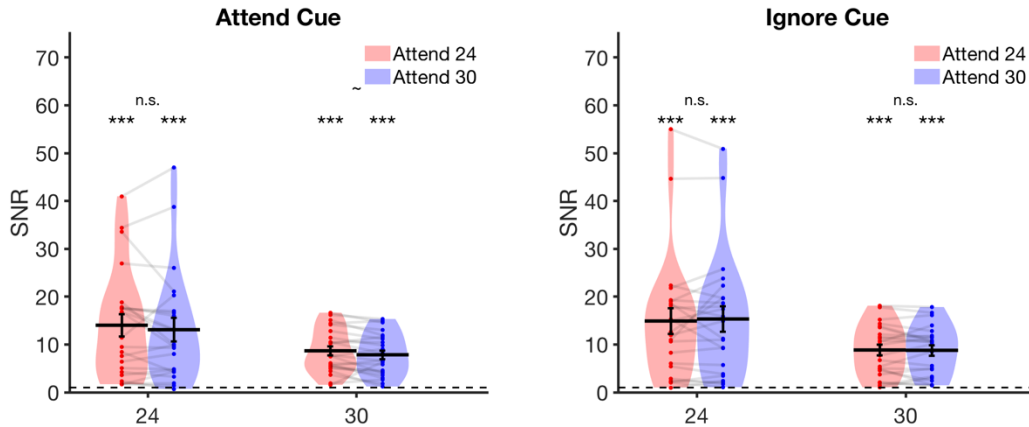 Attend Cue
70
60
50
40
30
20
10
0
SNR
Attend 24
Attend 30
n.s.
~
*** ***
*** ***
24
30
Ignore Cue
70
60
50
40
30
20
10
0
SNR
Attend 24
Attend 30
n.s.
n.s.
*** ***
*** ***
24
30